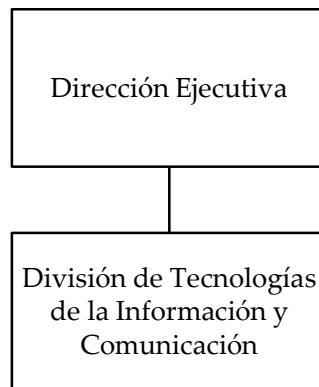 Dirección Ejecutiva
División de Tecnologías
de la Información y
Comunicación